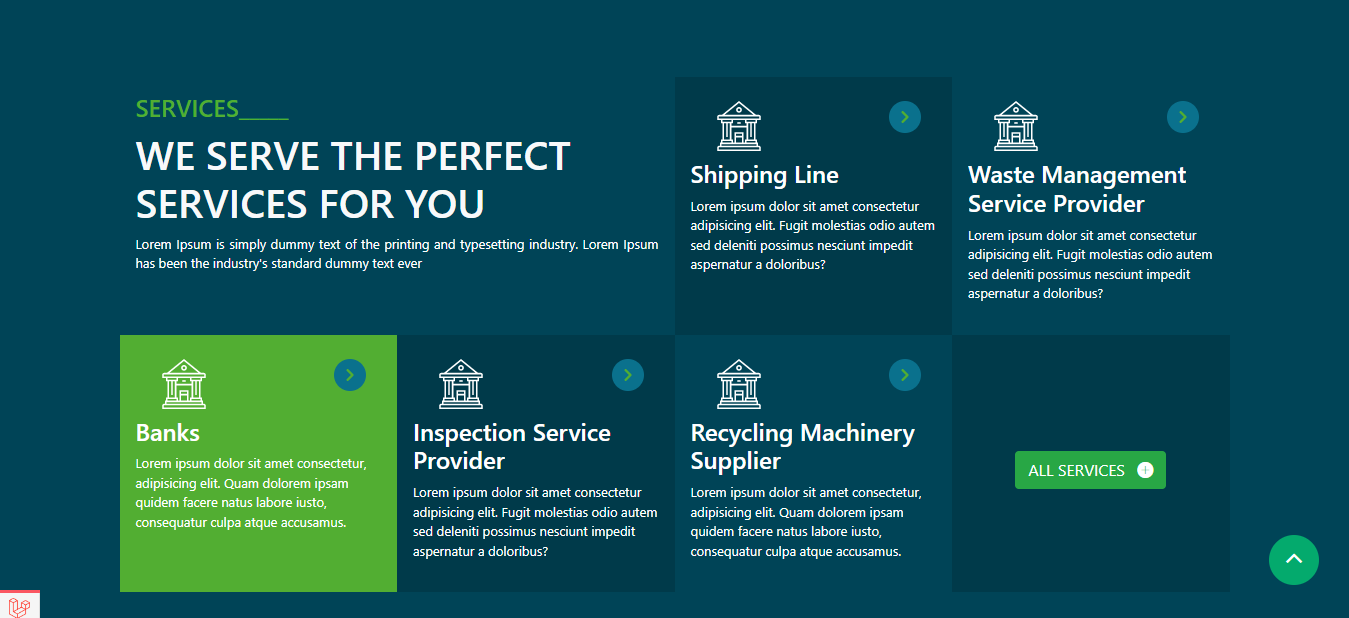 SERVICES____
WE SERVE THE PERFECT
SERVICES FOR YOU
Lorem Ipsum is simply dummy text of the printing and typesetting industry. Lorem Ipsum
has been the industry's standard dummy text ever
Shipping Line
Lorem ipsum dolor sit amet consectetur
adipisicing elit. Fugit molestias odio autem
sed deleniti possimus nesciunt impedit
aspernatur a doloribus?
Waste Management
Service Provider
Lorem ipsum dolor sit amet consectetur
adipisicing elit. Fugit molestias odio autem
sed deleniti possimus nesciunt impedit
aspernatur a doloribus?
Banks
Lorem ipsum dolor sit amet consectetur,
adipisicing elit. Quam dolorem ipsam
quidem facere natus labore iusto,
consequatur culpa atque accusamus.
Inspection Service
Provider
Lorem ipsum dolor sit amet consectetur
adipisicing elit. Fugit molestias odio autem
sed deleniti possimus nesciunt impedit
aspernatur a doloribus?
Recycling Machinery
Supplier
Lorem ipsum dolor sit amet consectetur,
adipisicing elit. Quam dolorem ipsam
quidem facere natus labore iusto,
consequatur culpa atque accusamus.
ALL SERVICES